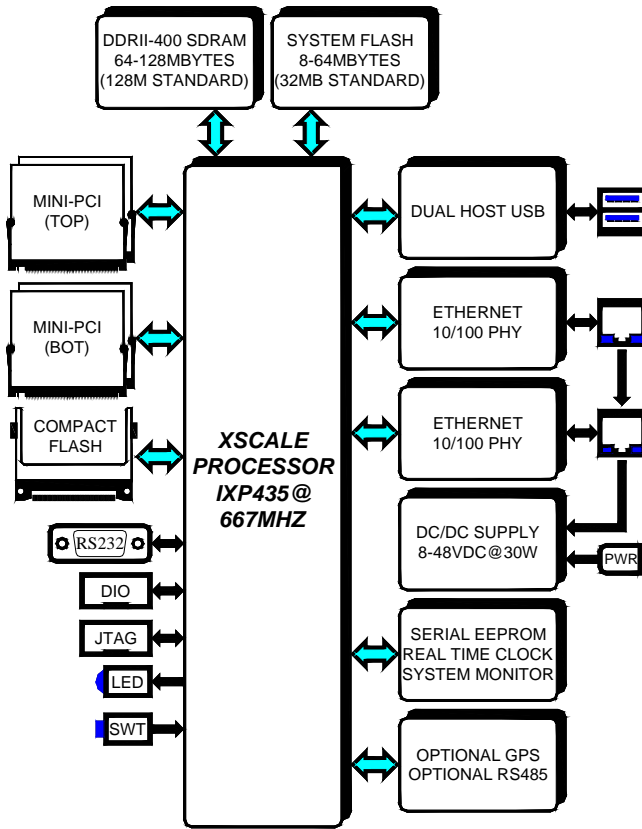 DDRII-400 SDRAM
64-128MBYTES
(128M STANDARD)
SYSTEM FLASH
8-64MBYTES
(32MB STANDARD)
MINI-PCI
(TOP)
MINI-PCI
(BOT)
COMPACT
FLASH
RS232
DIO
JTAG
LED
SWT
XSCALE
PROCESSOR
IXP435@
667MHZ
DUAL HOST USB
ETHERNET
10/100 PHY
ETHERNET
10/100 PHY
DC/DC SUPPLY
8-48VDC@30W
PWR
SERIAL EEPROM
REAL TIME CLOCK
SYSTEM MONITOR
OPTIONAL GPS
OPTIONAL RS485